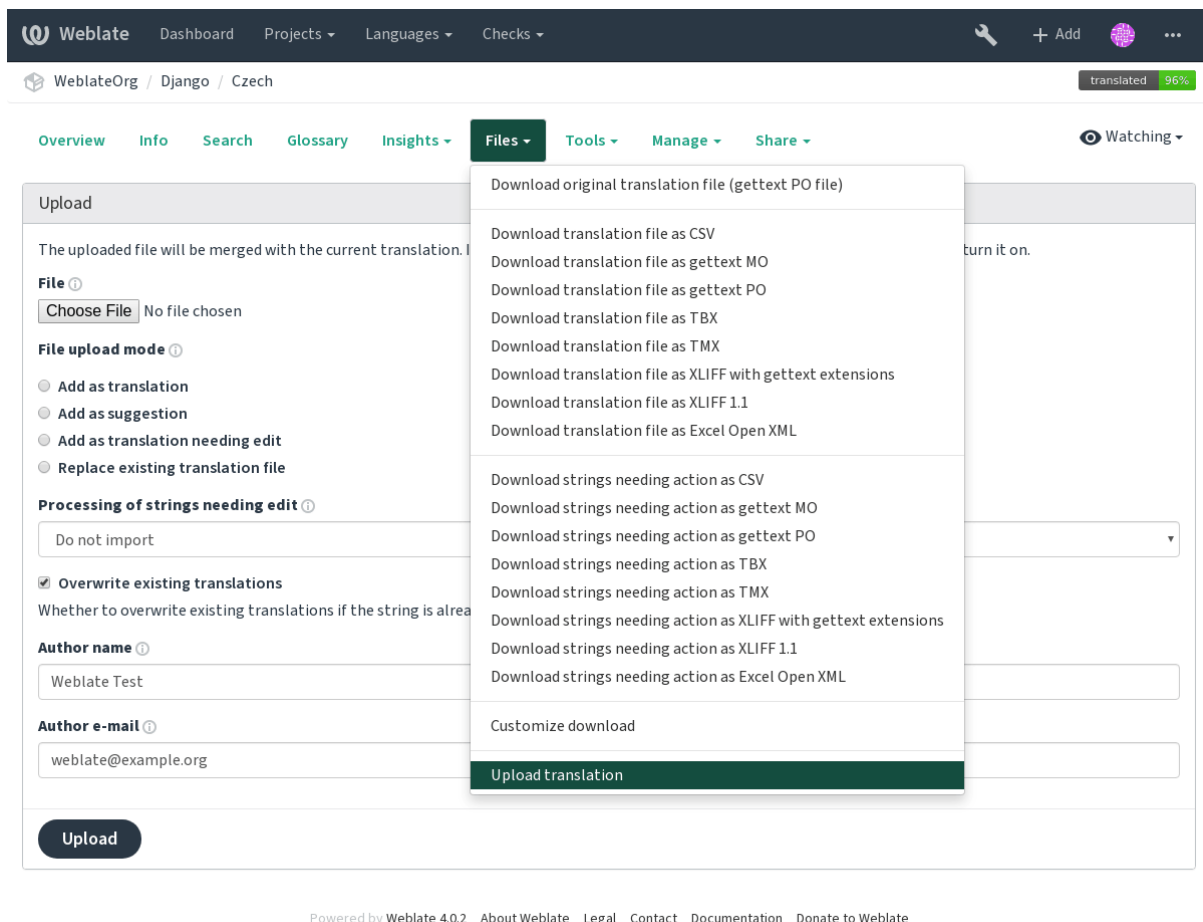 Weblate Dashboard Projects Languages Checks + Add
WeblateOrg / Django / Czech translated 96%
Overview Info Search Glossary Insights Files Tools Manage Share Watching
Download original translation file (gettext PO file)
Upload
Download translation file as CSV
The uploaded file will be merged with the current translation. turn it on.
Download translation file as gettext MO
File
Download translation file as gettext PO
Choose File No file chosen
Download translation file as TBX
Download translation file as TMX
File upload mode
Download translation file as XLIFF with gettext extensions
Add as translation
Download translation file as XLIFF 1.1
Add as suggestion
Download translation file as Excel Open XML
Add as translation needing edit
Replace existing translation file
Download strings needing action as CSV
Processing of strings needing edit
Download strings needing action as gettext MO
Do not import
Download strings needing action as gettext PO
Download strings needing action as TBX
Overwrite existing translations
Download strings needing action as TMX
Whether to overwrite existing translations if the string is
Download strings needing action as XLIFF with gettext extensions
Author name
Download strings needing action as XLIFF 1.1
Weblate Test
Download strings needing action as Excel Open XML
Author e-mail
Customize download
weblate@example.org
Upload translation
Upload
Powered by Weblate 4.0.2 About Weblate Legal Contact Documentation Donate to Weblate